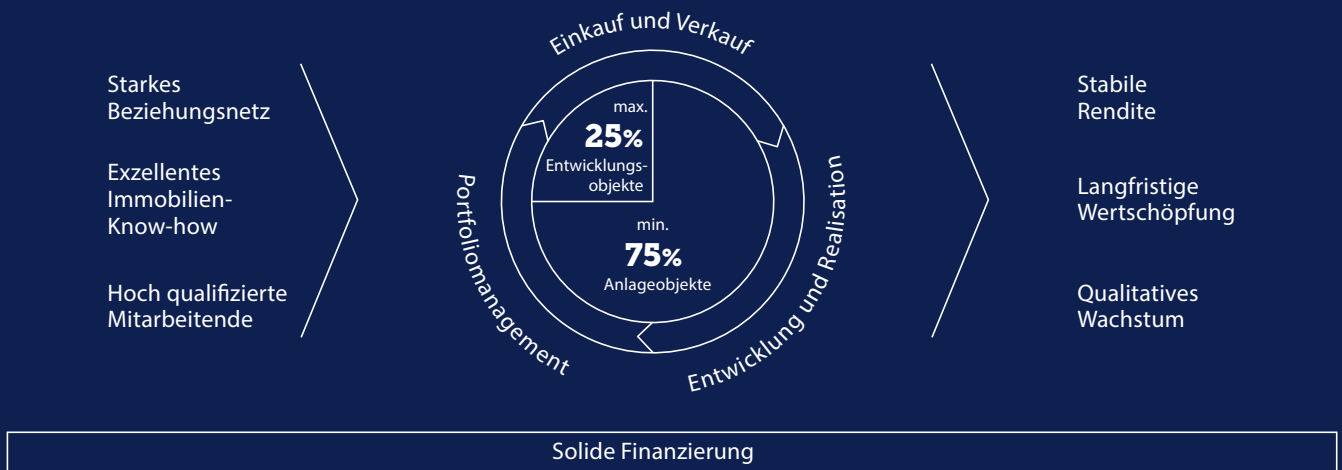 Starkes
Beziehungsnetz
Exzellentes
Immobilien-
Know-how
Hoch qualifizierte
Mitarbeitende
Einkauf und Verkauf
Entwicklung und Realisation
Portfoliomanagement
max.
25%
Entwicklungs-
objekte
min.
75%
Anlageobjekte
Stabile
Rendite
Langfristige
Wertschöpfung
Qualitatives
Wachstum
Solide Finanzierung